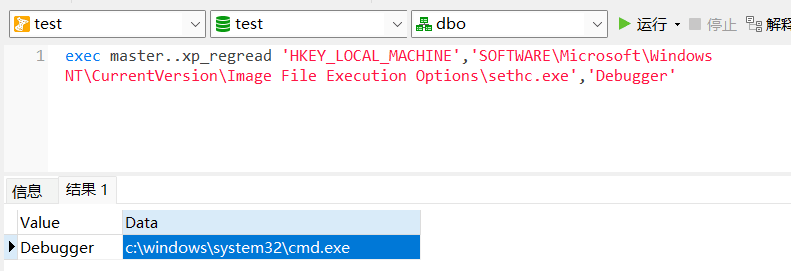 test test dbo 运行 停止 解释
1 exec master..xp_regread 'HKEY_LOCAL_MACHINE','SOFTWARE\Microsoft\Windows
NT\CurrentVersion\Image File Execution Options\sethc.exe','Debugger'
信息 结果 1
Value Data
Debugger c:\windows\system32\cmd.exe